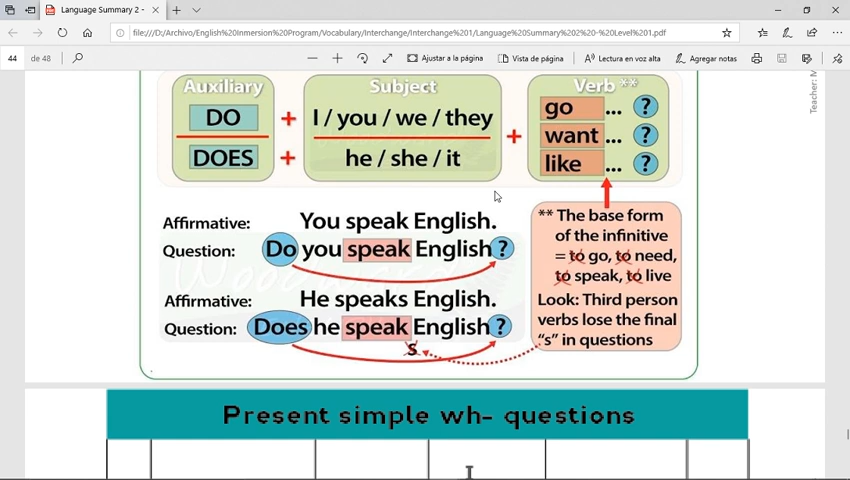 Language Summary 2 -
file:///D:/Archivo/English%20Inmersion%20Program/Vocabulary/Interchange/Interchange%201/Language%20Summary%202%20-%20Level%201.pdf
44 de 48
Ajustar a la página
Vista de página
Lectura en voz alta
Agregar notas
Auxiliary Subject Verb **
DO + I / you / we / they
go ... ?
+ want ... ?
DOES + he / she / it
like ... ?
Affirmative: You speak English.
Question: Do you speak English ?
Affirmative: He speaks English.
Question: Does he speak English ?
s
** The base form
of the infinitive
= to go, to need,
to speak, to live
Look: Third person
verbs lose the final
“s” in questions
Present simple wh- questions
Teacher: